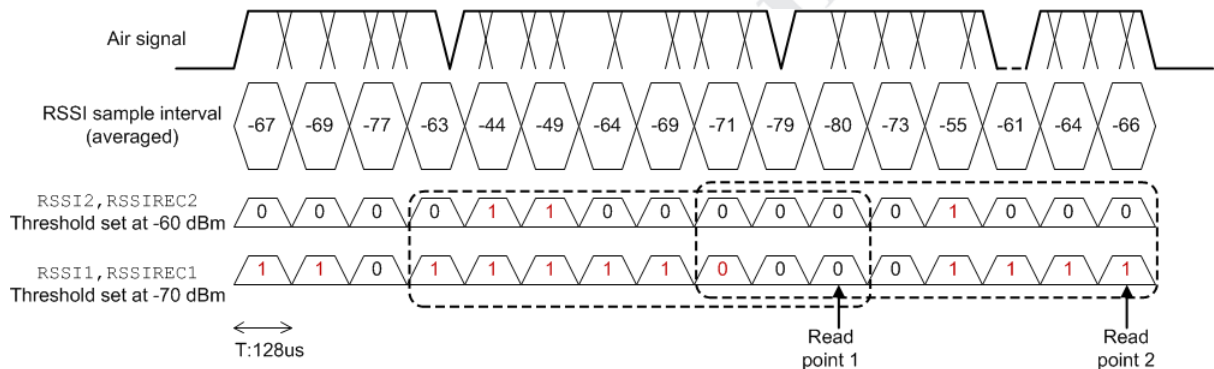 Air signal
RSSI sample interval
(averaged)
-67 -69 -77 -63 -44 -49 -64 -69 -71 -79 -80 -73 -55 -61 -64 -66
RSSI2,RSSIREC2
Threshold set at -60 dBm
0 0 0 0 1 1 0 0 0 0 0 0 1 0 0 0
RSSI1,RSSIREC1
Threshold set at -70 dBm
1 1 0 1 1 1 1 1 0 0 0 0 1 1 1 1
T:128us
Read
point 1
Read
point 2